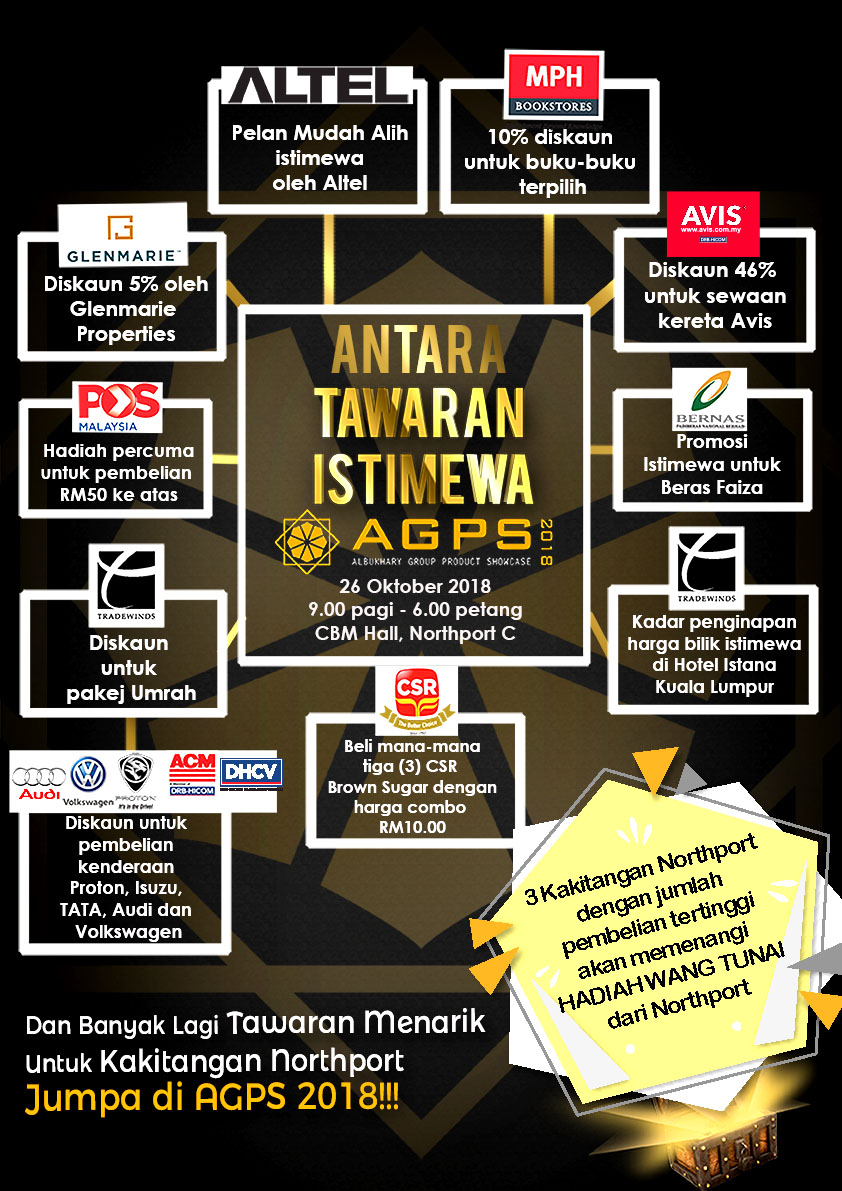 ALTEL
Pelan Mudah Alih
istimewa
oleh Altel
MPH
BOOKSTORES
10% diskaun
untuk buku-buku
terpilih
GLENMARIE™
Diskaun 5% oleh
Glenmarie
Properties
AVIS
www.avis.com.my
DRB-HICOM
Diskaun 46%
untuk sewaan
kereta Avis
ANTARA
TAWARAN
ISTIMEWA
AGPS 2018
ALBUKHARY GROUP PRODUCT SHOWCASE
26 Oktober 2018
9.00 pagi - 6.00 petang
CBM Hall, Northport C
POS
MALAYSIA
Hadiah percuma
untuk pembelian
RM50 ke atas
BERNAS
PADIBERAS NASIONAL BERHAD
Promosi
Istimewa untuk
Beras Faiza
TRADEWINDS
Diskaun
untuk
pakej Umrah
TRADEWINDS
Kadar penginapan
harga bilik istimewa
di Hotel Istana
Kuala Lumpur
CSR
The Better Choice
Beli mana-mana
tiga (3) CSR
Brown Sugar dengan
harga combo
RM10.00
Audi
Volkswagen
PROTON
It's in the Drive!
ACM
DRB-HICOM
DHCV
Diskaun untuk
pembelian
kenderaan
Proton, Isuzu,
TATA, Audi dan
Volkswagen
3 Kakitangan Northport
dengan jumlah
pembelian tertinggi
akan memenangi
HADIAH WANG TUNAI
dari Northport
Dan Banyak Lagi Tawaran Menarik
Untuk Kakitangan Northport
Jumpa di AGPS 2018!!!